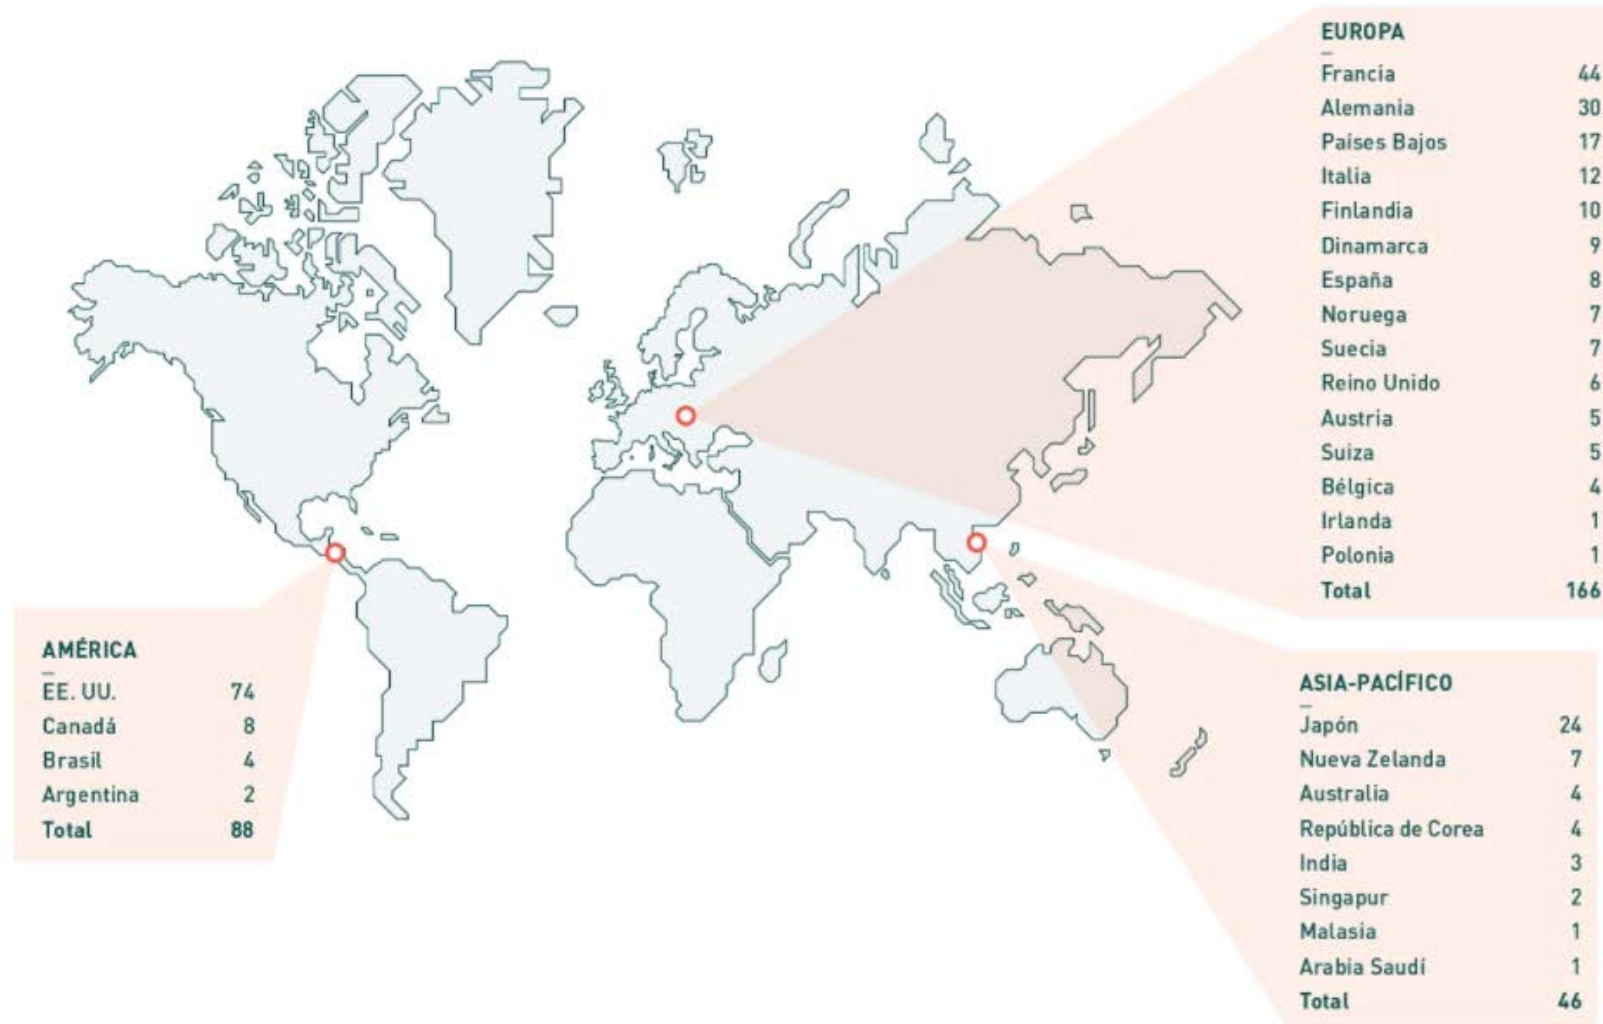 EUROPA
Francia 44
Alemania 30
Países Bajos 17
Italia 12
Finlandia 10
Dinamarca 9
España 8
Noruega 7
Suecia 7
Reino Unido 6
Austria 5
Suiza 5
Bélgica 4
Irlanda 1
Polonia 1
Total 166
AMÉRICA
EE. UU. 74
Canadá 8
Brasil 4
Argentina 2
Total 88
ASIA-PACÍFICO
Japón 24
Nueva Zelanda 7
Australia 4
República de Corea 4
India 3
Singapur 2
Malasia 1
Arabia Saudí 1
Total 46